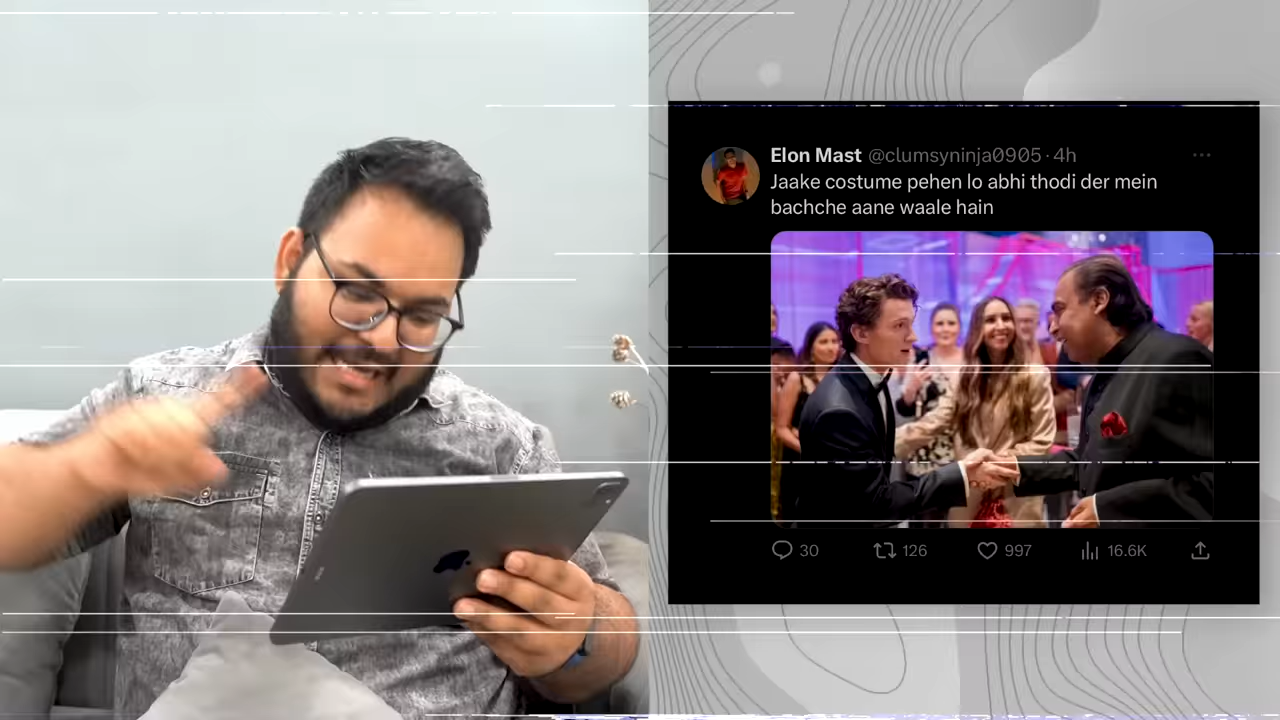 Elon Mast @clumsyninja0905 · 4h
Jaake costume pehen lo abhi thodi der mein
bachche aane waale hain
30 126 997 16.6K